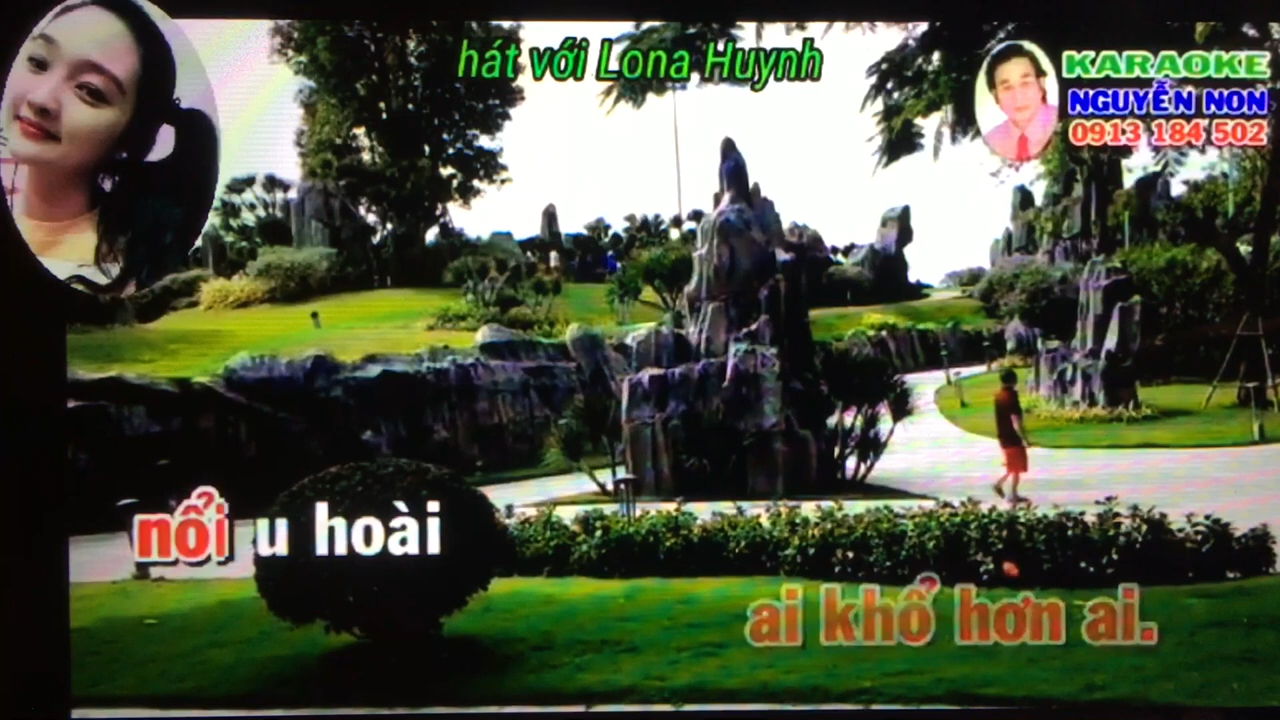 hát với Lona Huynh
KARAOKE
NGUYỄN NON
0913 184 502
nổi u hoài
ai khổ hơn ai.